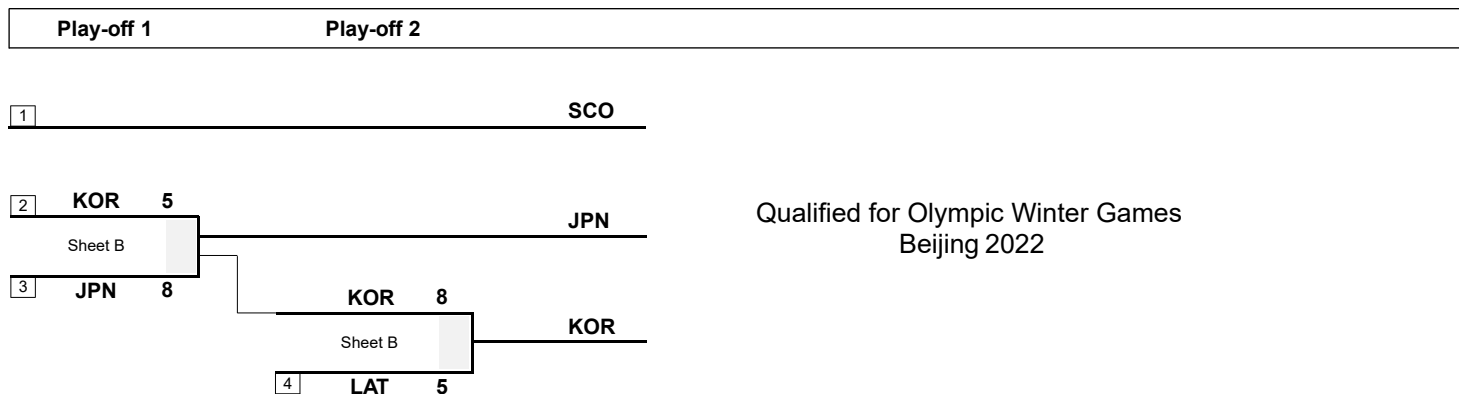 Play-off 1 Play-off 2
1 SCO
2 KOR 5
JPN
Qualified for Olympic Winter Games
Beijing 2022
Sheet B
3 JPN 8
KOR 8
KOR
Sheet B
4 LAT 5